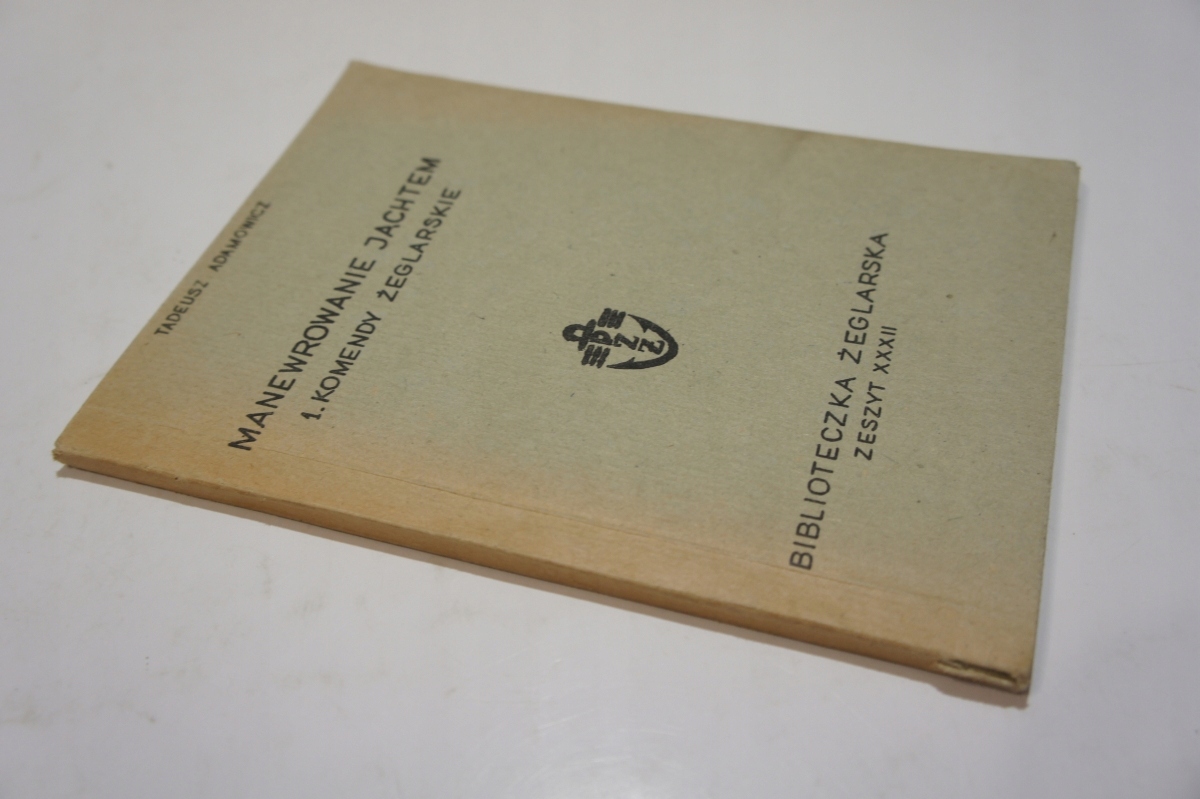 TADEUSZ ADAMOWICZ
MANEWROWANIE JACHTEM
1. KOMENDY ŻEGLARSKIE
PZŻ
BIBLIOTECZKA ŻEGLARSKA
ZESZYT XXXII